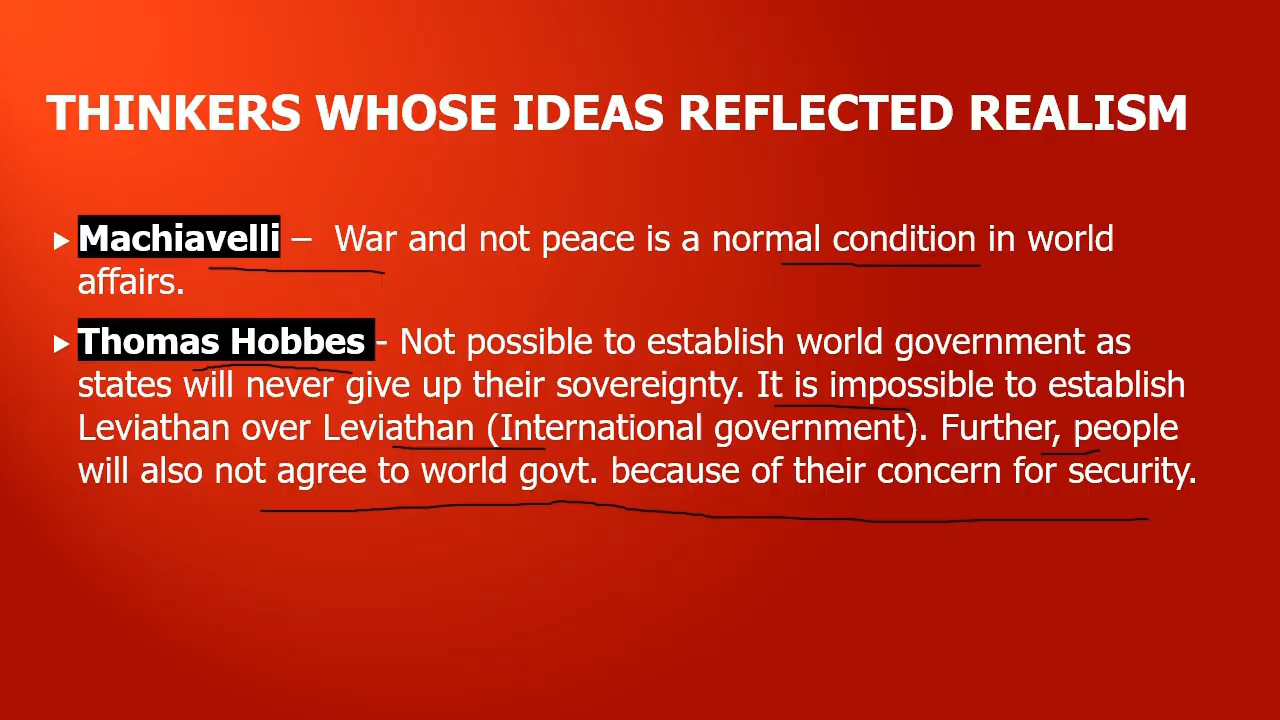 THINKERS WHOSE IDEAS REFLECTED REALISM
Machiavelli – War and not peace is a normal condition in world
affairs.
Thomas Hobbes - Not possible to establish world government as
states will never give up their sovereignty. It is impossible to establish
Leviathan over Leviathan (International government). Further, people
will also not agree to world govt. because of their concern for security.